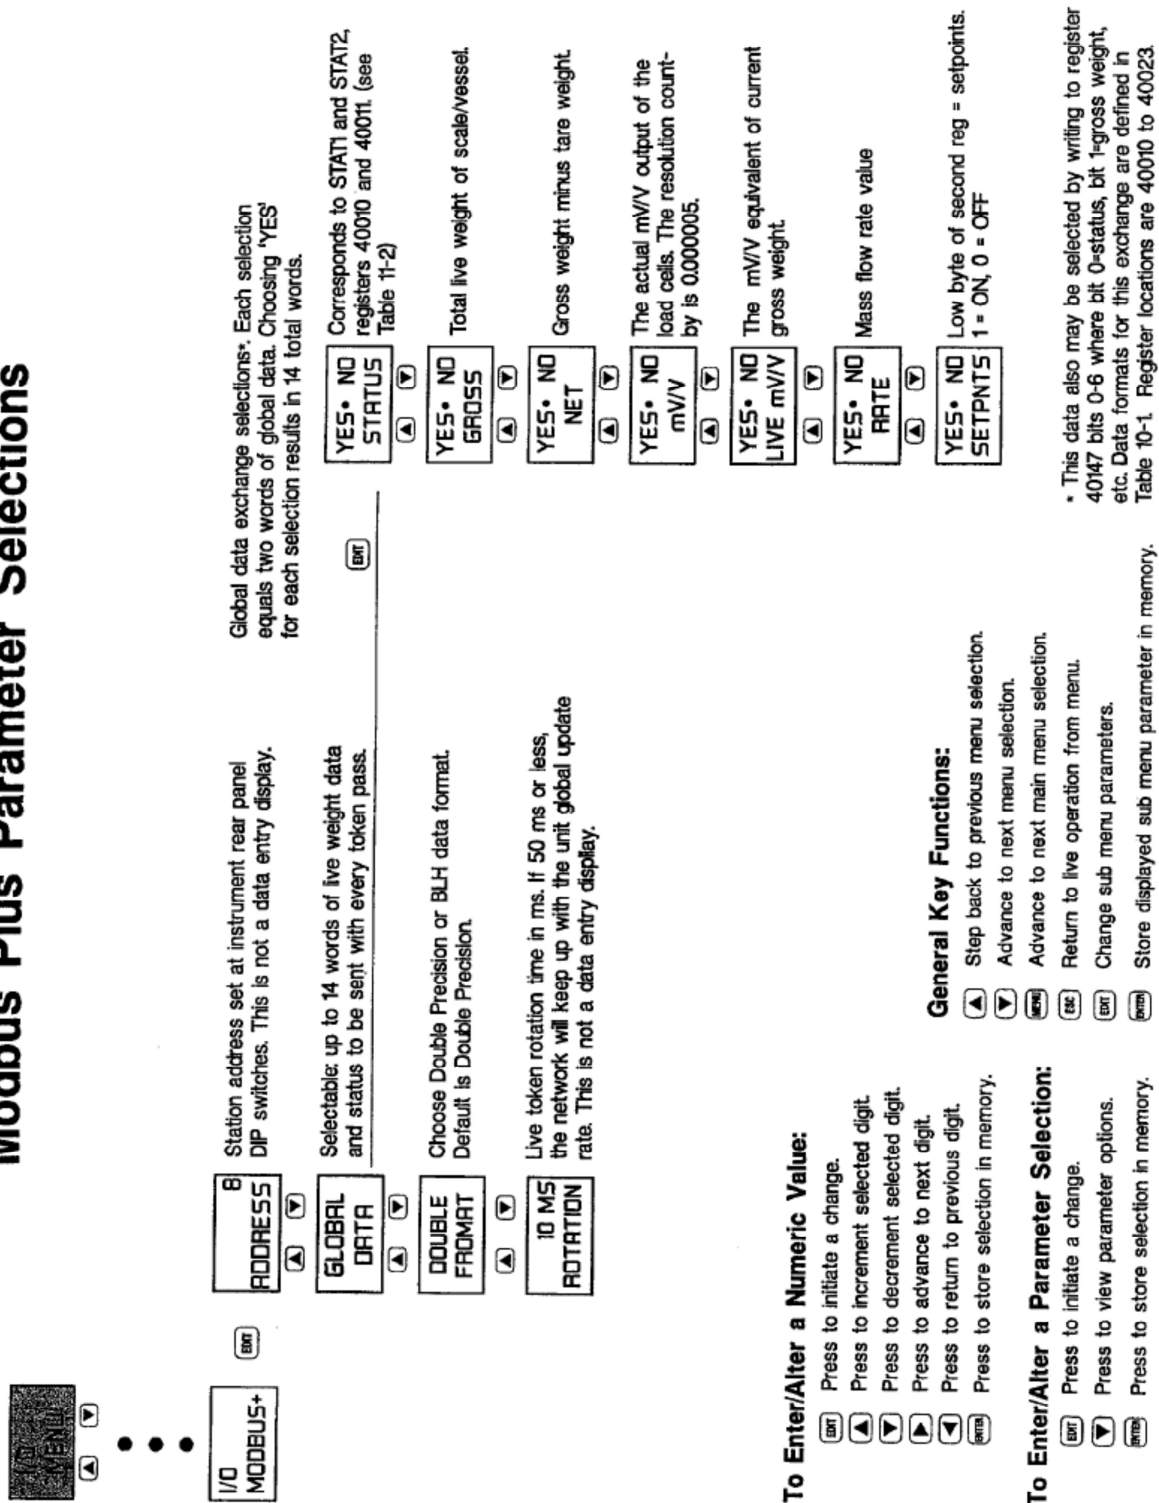 Modbus Plus Parameter Selections
I/O
MENU
I/O
MODBUS+
EDIT
8
ADDRESS
Station address set at instrument rear panel
DIP switches. This is not a data entry display.
GLOBAL
DATA
Selectable: up to 14 words of live weight data
and status to be sent with every token pass.
DOUBLE
FROMAT
Choose Double Precision or BLH data format.
Default is Double Precision.
10 MS
ROTATION
Live token rotation time in ms. If 50 ms or less,
the network will keep up with the unit global update
rate. This is not a data entry display.
EDIT
Global data exchange selections*. Each selection
equals two words of global data. Choosing 'YES'
for each selection results in 14 total words.
YES• NO
STATUS
Corresponds to STAT1 and STAT2,
registers 40010 and 40011. (see
Table 11-2)
YES• NO
GROSS
Total live weight of scale/vessel.
YES• NO
NET
Gross weight minus tare weight.
YES• NO
mV/V
The actual mV/V output of the
load cells. The resolution count-
by is 0.000005.
YES• NO
LIVE mV/V
The mV/V equivalent of current
gross weight.
YES• NO
RATE
Mass flow rate value
YES• NO
SETPNTS
Low byte of second reg = setpoints.
1 = ON, 0 = OFF
To Enter/Alter a Numeric Value:
EDIT Press to initiate a change.
▲ Press to increment selected digit.
▼ Press to decrement selected digit.
▶ Press to advance to next digit.
◀ Press to return to previous digit.
ENTER Press to store selection in memory.
To Enter/Alter a Parameter Selection:
EDIT Press to initiate a change.
▼ Press to view parameter options.
ENTER Press to store selection in memory.
General Key Functions:
▲ Step back to previous menu selection.
▼ Advance to next menu selection.
MENU Advance to next main menu selection.
ESC Return to live operation from menu.
EDIT Change sub menu parameters.
ENTER Store displayed sub menu parameter in memory.
* This data also may be selected by writing to register
40147 bits 0-6 where bit 0=status, bit 1=gross weight,
etc. Data formats for this exchange are defined in
Table 10-1. Register locations are 40010 to 40023.